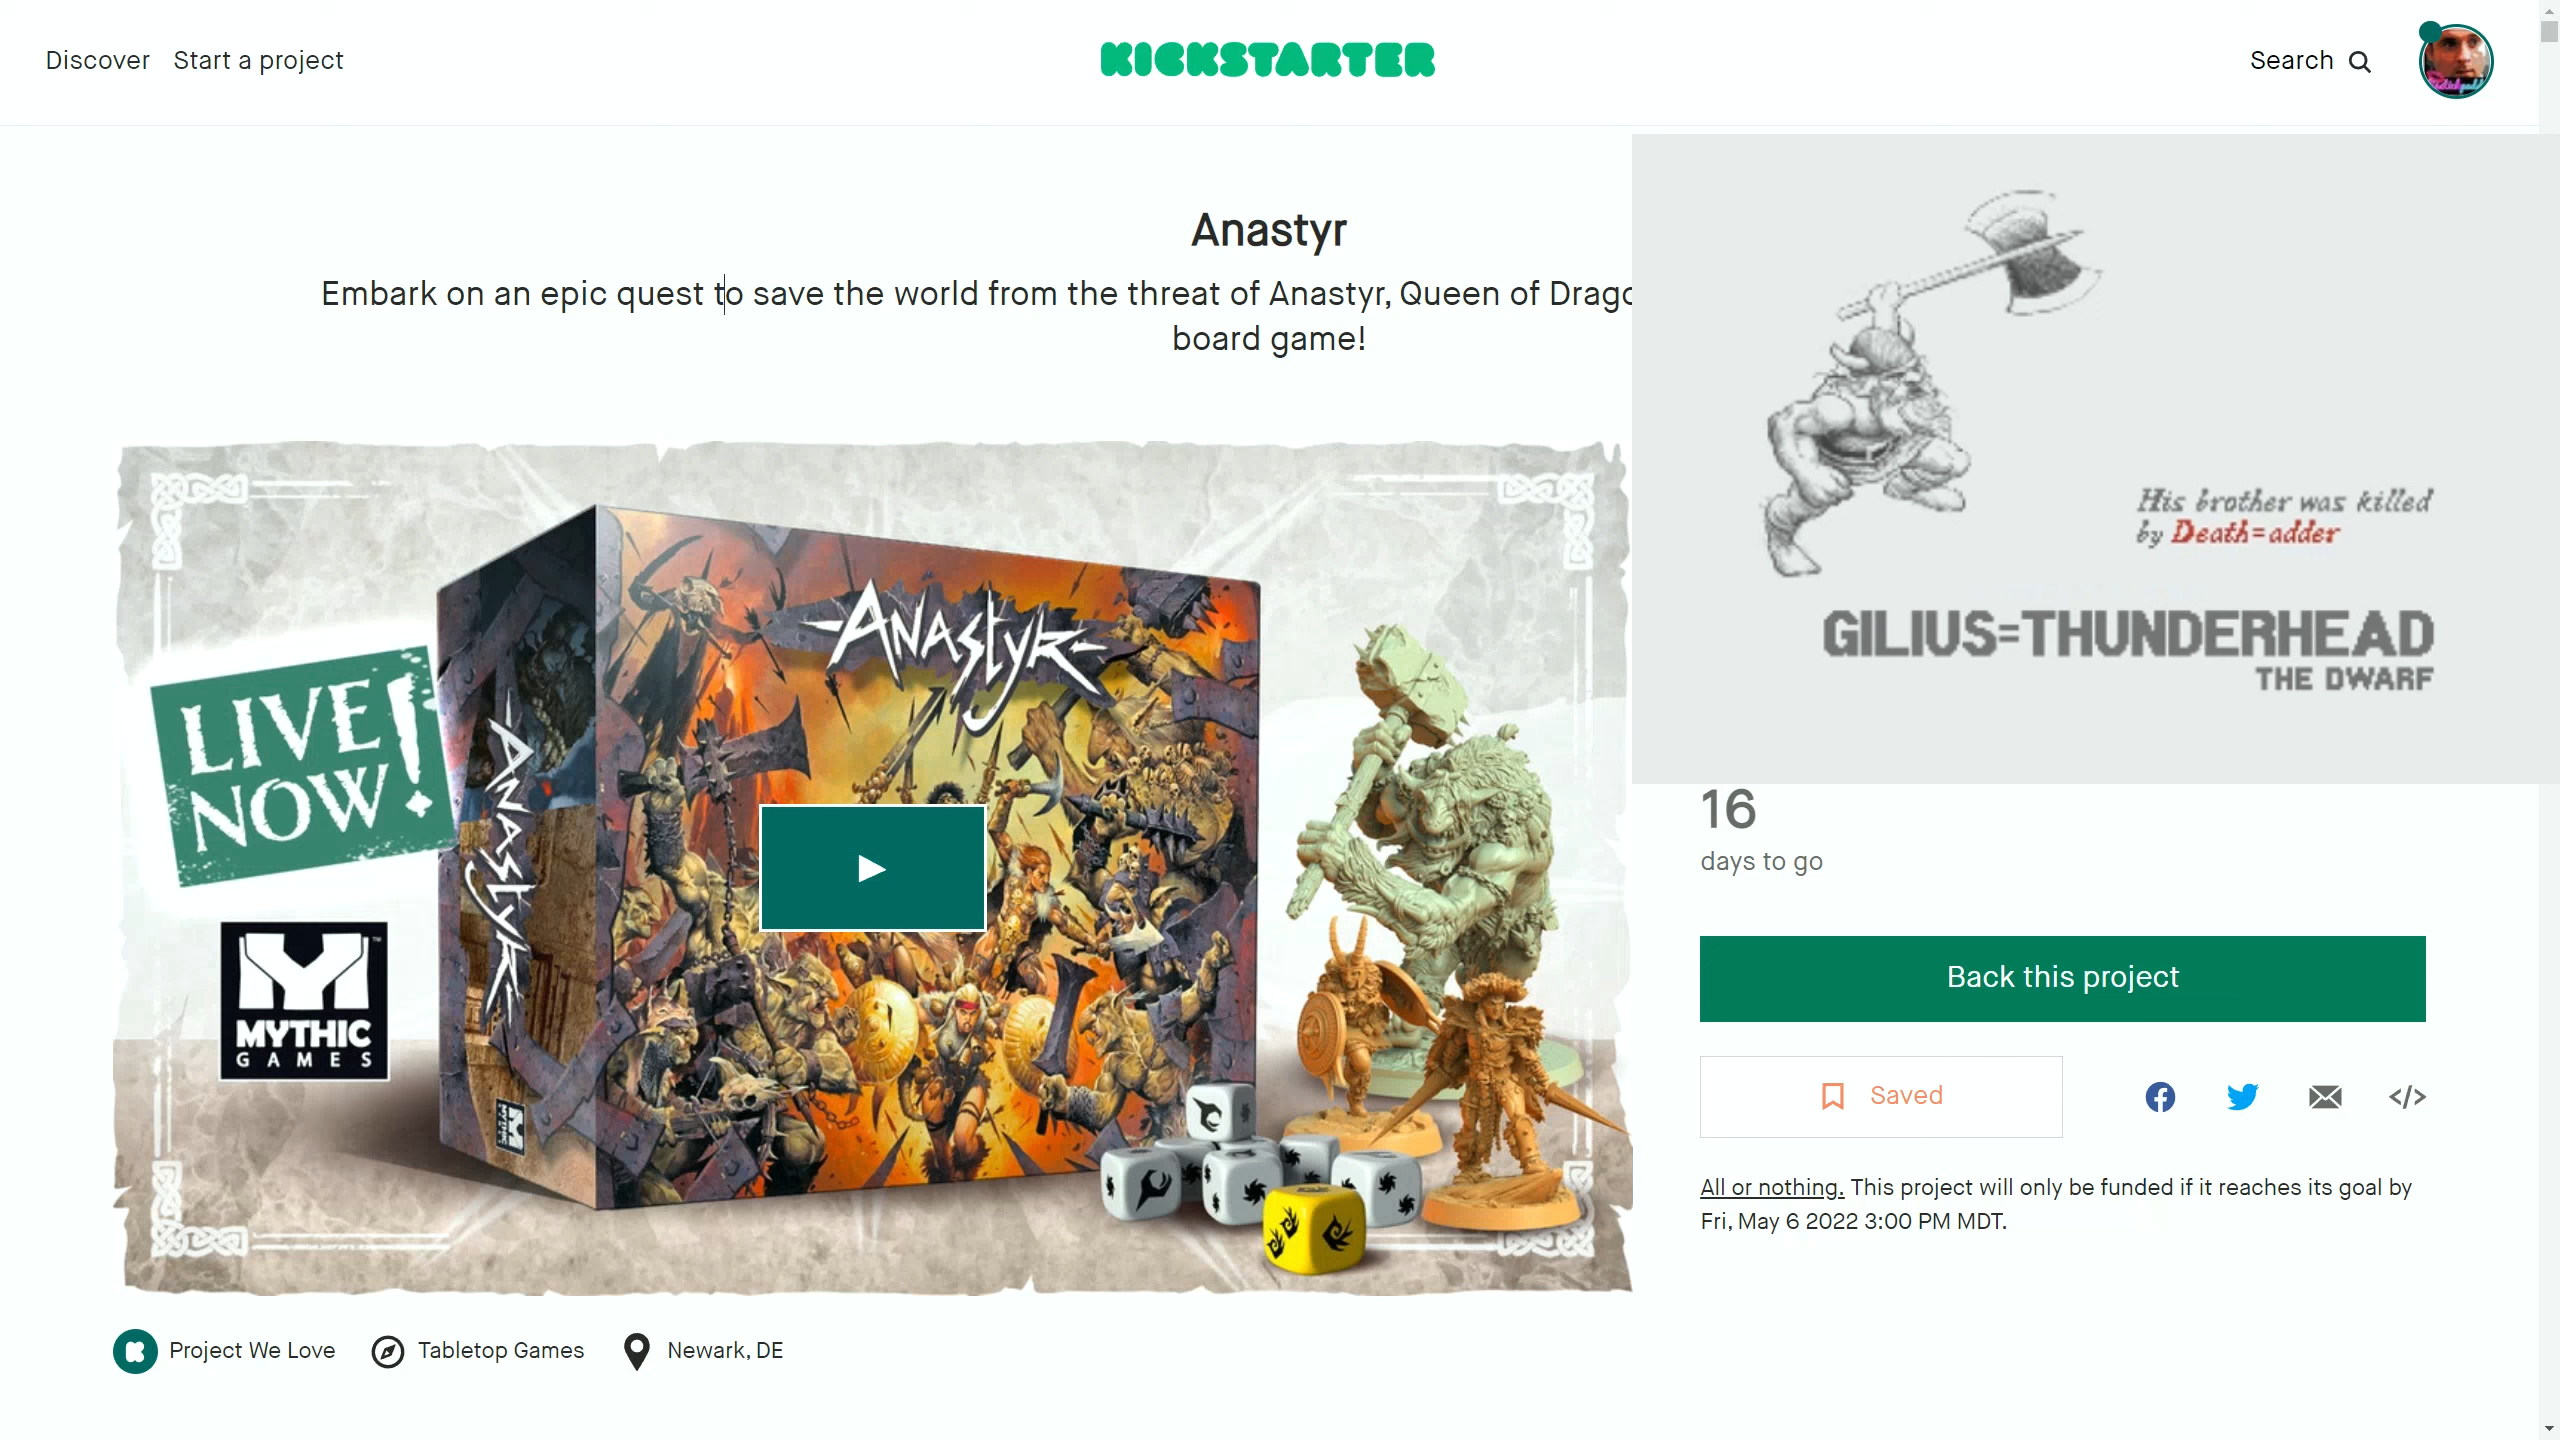 Discover Start a project
KICKSTARTER
Search
Anastyr
Embark on an epic quest to save the world from the threat of Anastyr, Queen of
board game!
His brother was killed
by Death=adder
GILIUS=THUNDERHEAD
THE DWARF
LIVE
NOW!
ANASTYR
ANASTYR
MYTHIC
GAMES
16
days to go
Back this project
Saved
All or nothing. This project will only be funded if it reaches its goal by
Fri, May 6 2022 3:00 PM MDT.
Project We Love Tabletop Games Newark, DE